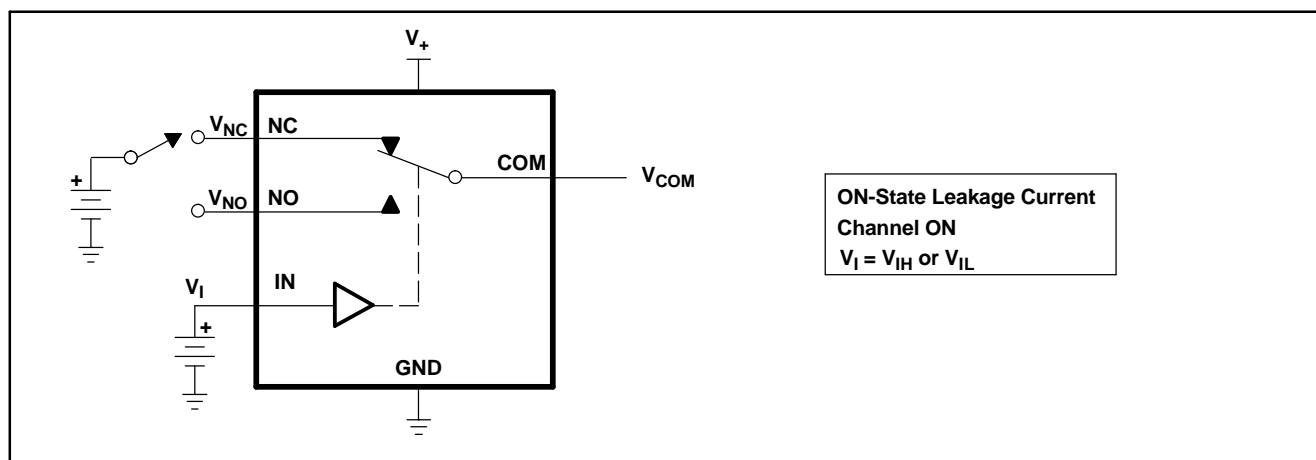 V+
VNC NC
COM
VCOM
+
VNO NO
VI IN
+
GND
ON-State Leakage Current
Channel ON
VI = VIH or VIL